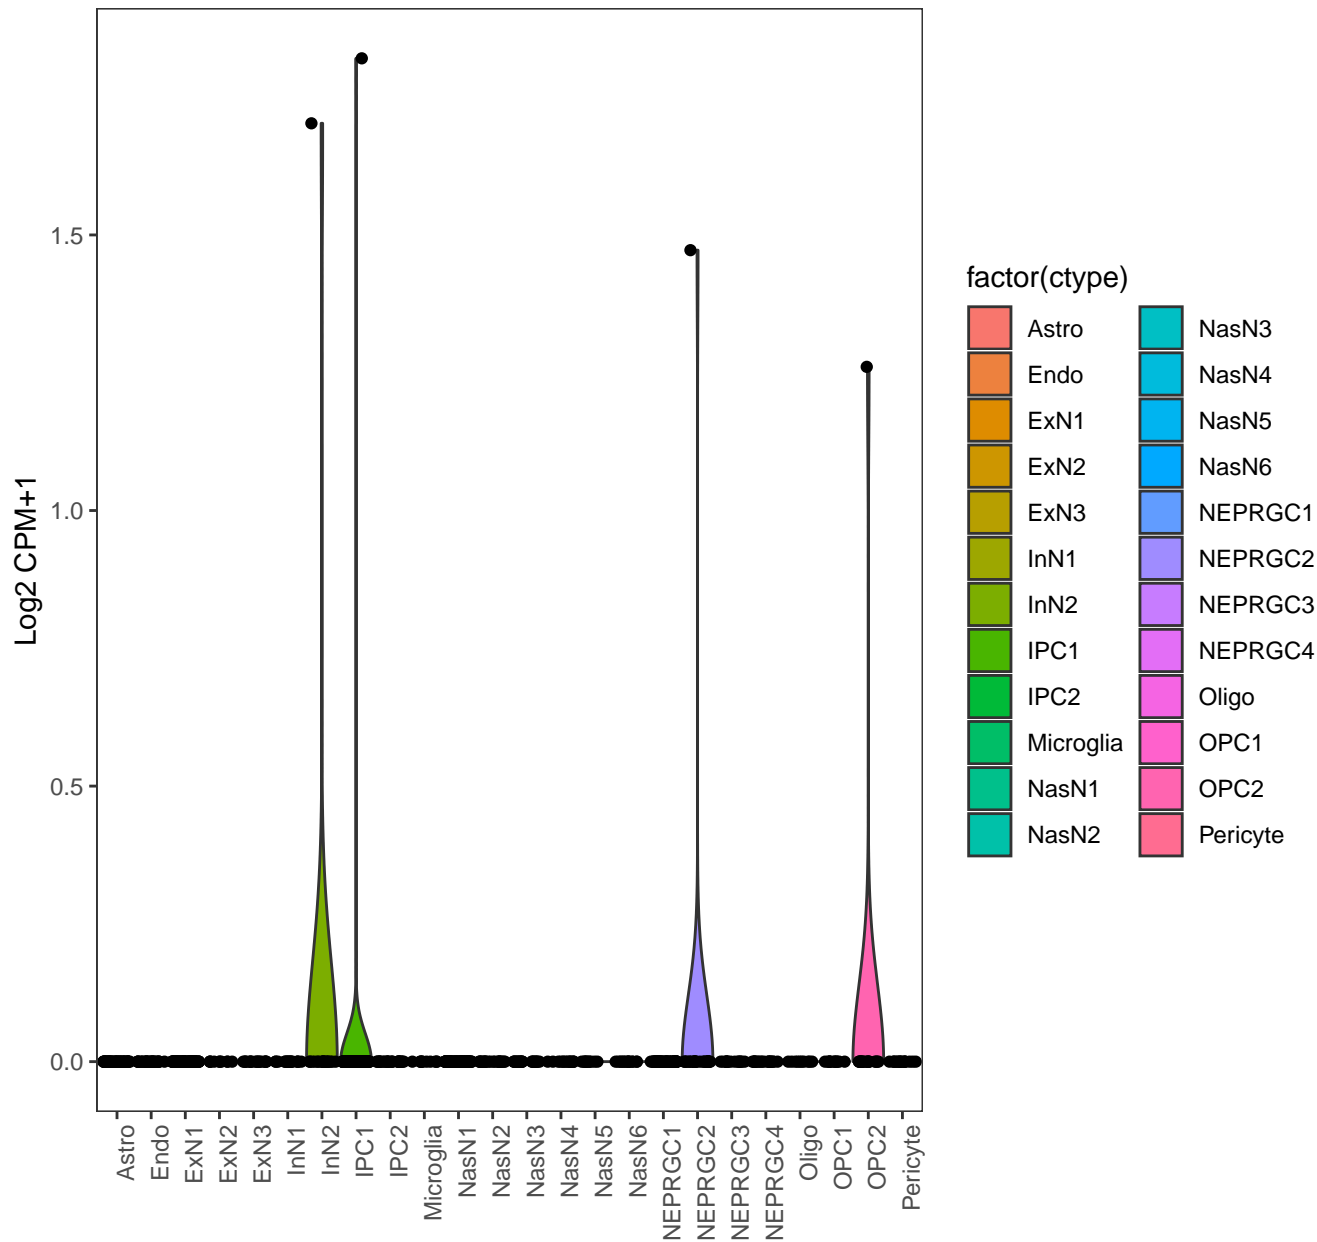 Log2 CPM+1
1.5
1.0
0.5
0.0
Astro
Endo
ExN1
ExN2
ExN3
InN1
InN2
IPC1
IPC2
Microglia
NasN1
NasN2
NasN3
NasN4
NasN5
NasN6
NEPRGC1
NEPRGC2
NEPRGC3
NEPRGC4
Oligo
OPC1
OPC2
Pericyte
factor(ctype)
Astro
Endo
ExN1
ExN2
ExN3
InN1
InN2
IPC1
IPC2
Microglia
NasN1
NasN2
NasN3
NasN4
NasN5
NasN6
NEPRGC1
NEPRGC2
NEPRGC3
NEPRGC4
Oligo
OPC1
OPC2
Pericyte